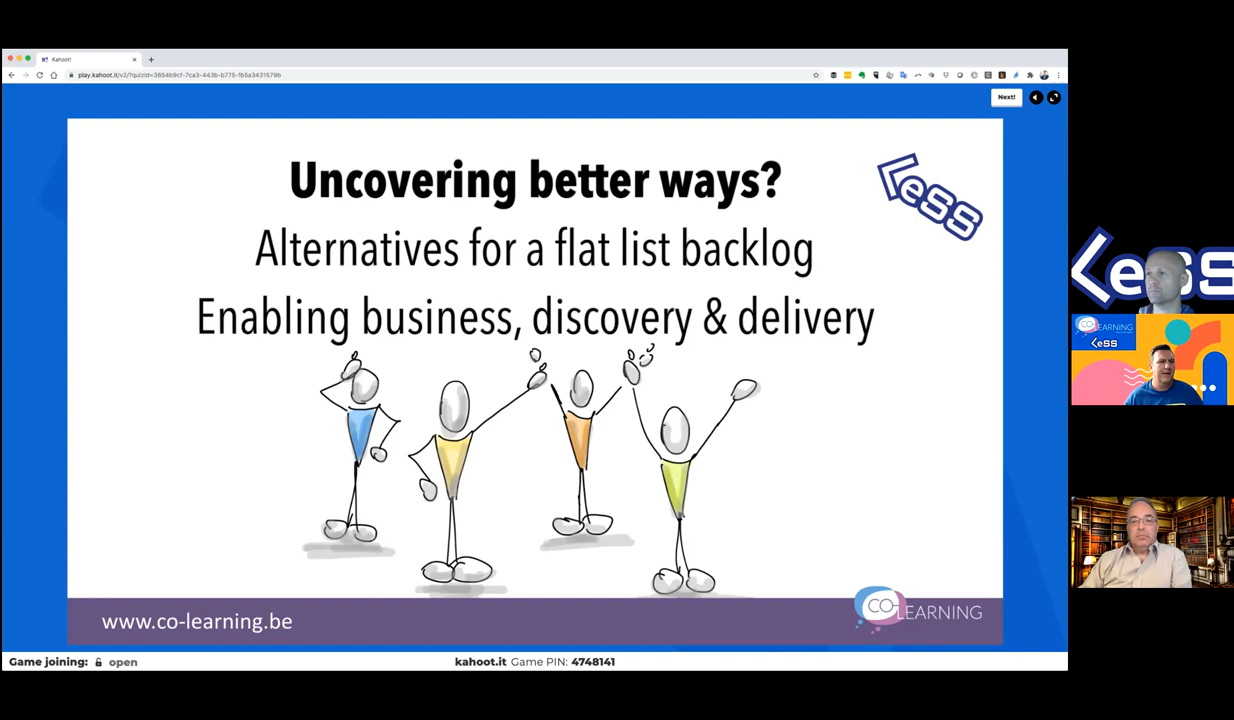 Kahoot!
play.kahoot.it/v2/?quizId=3654b9cf-7ca3-443b-b775-fb5a3431579b
Next!
Uncovering better ways?
Less
Alternatives for a flat list backlog
Enabling business, discovery & delivery
www.co-learning.be
CO-LEARNING
Game joining: open
kahoot.it Game PIN: 4748141
Less
CO-LEARNING
Less